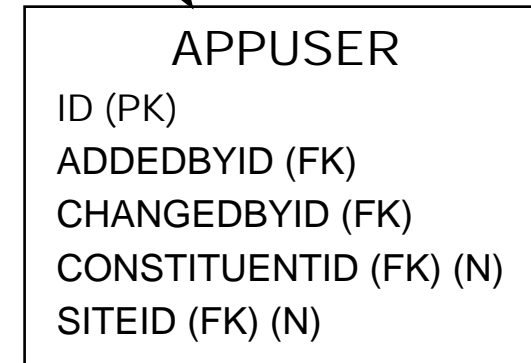 APPUSER
ID (PK)
ADDEDBYID (FK)
CHANGEDBYID (FK)
CONSTITUENTID (FK) (N)
SITEID (FK) (N)